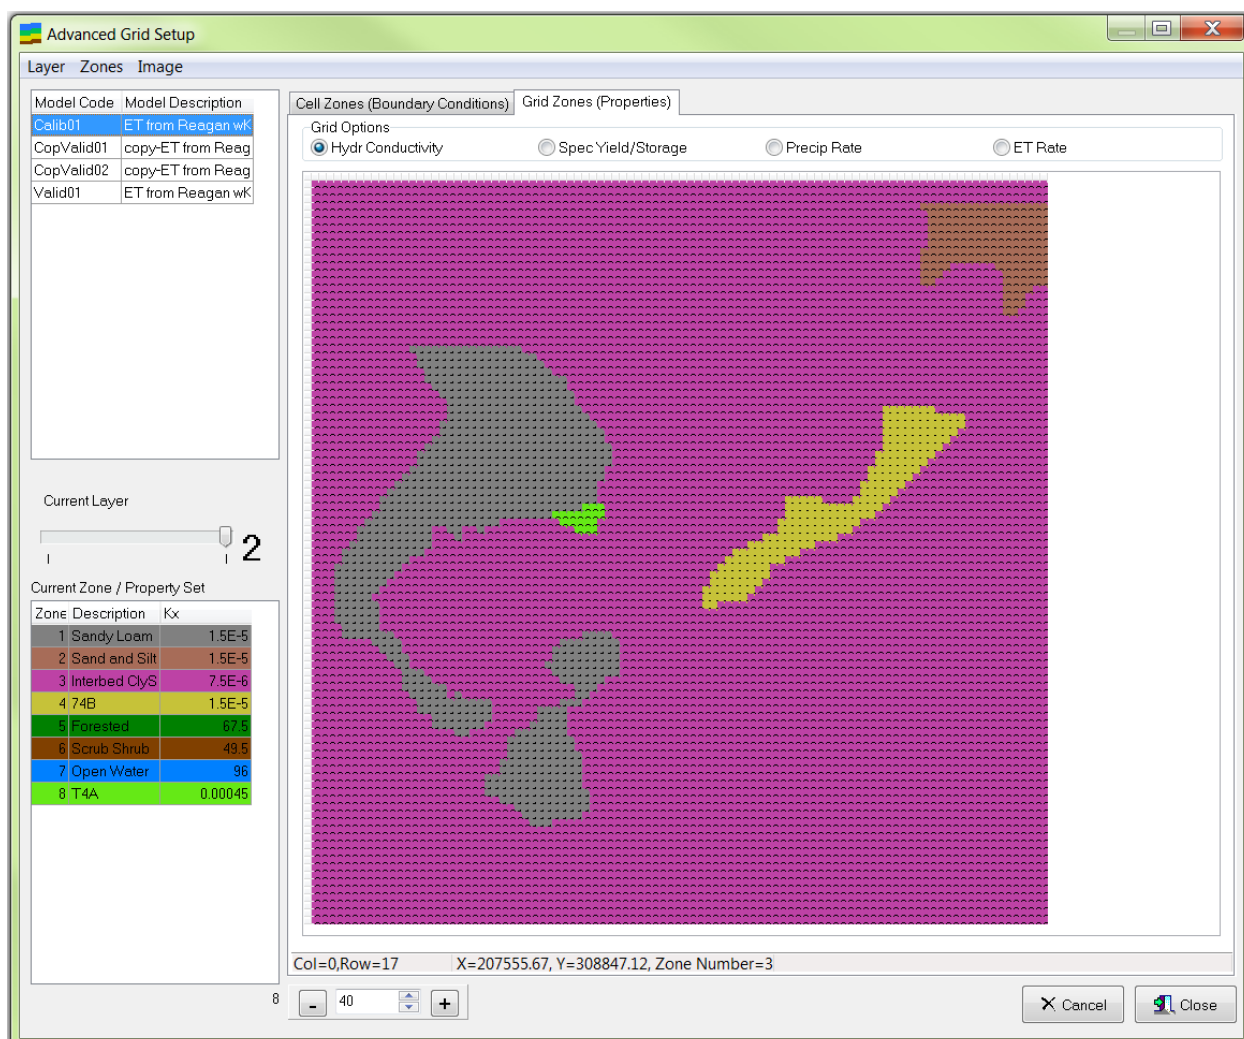 Advanced Grid Setup
Layer Zones Image
Model Code Model Description
Calib01 ET from Reagan wK
CopValid01 copy-ET from Reag
CopValid02 copy-ET from Reag
Valid01 ET from Reagan wK
Cell Zones (Boundary Conditions) Grid Zones (Properties)
Grid Options
Hydr Conductivity Spec Yield/Storage Precip Rate ET Rate
Current Layer
2
Current Zone / Property Set
Zone Description Kx
1 Sandy Loam 1.5E-5
2 Sand and Silt 1.5E-5
3 Interbed ClyS 7.5E-6
4 74B 1.5E-5
5 Forested 67.5
6 Scrub Shrub 49.5
7 Open Water 96
8 T4A 0.00045
Col=0,Row=17 X=207555.67, Y=308847.12, Zone Number=3
8 - 40 + Cancel Close